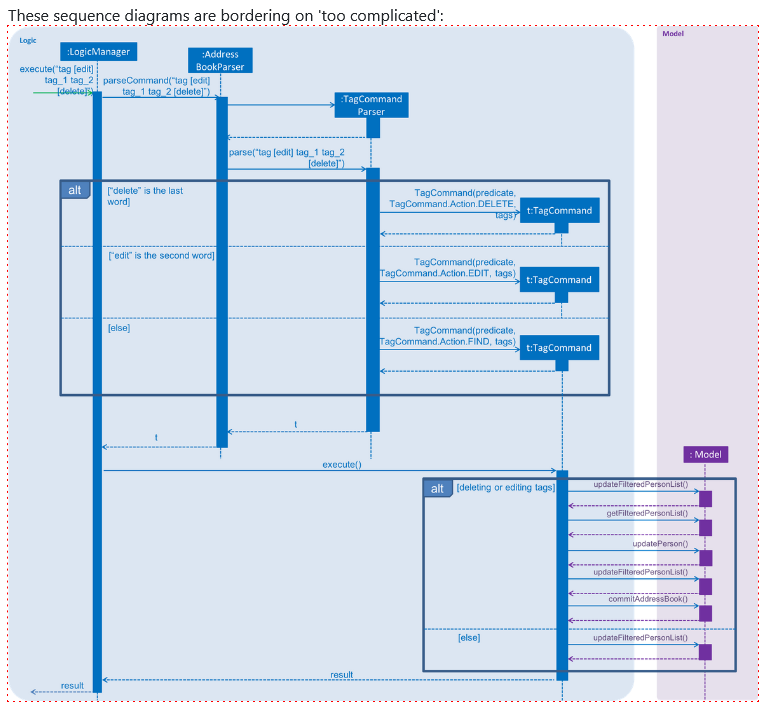 These sequence diagrams are bordering on 'too complicated':
Logic
Model
:LogicManager
:Address
BookParser
execute("tag [edit]
tag_1 tag_2
[delete]")
parseCommand("tag [edit]
tag_1 tag_2 [delete]")
:TagCommand
Parser
parse("tag [edit] tag_1 tag_2
[delete]")
alt
["delete" is the last
word]
TagCommand(predicate,
TagCommand.Action.DELETE,
tags)
t:TagCommand
["edit" is the second word]
TagCommand(predicate,
TagCommand.Action.EDIT, tags)
t:TagCommand
[else]
TagCommand(predicate,
TagCommand.Action.FIND, tags)
t:TagCommand
t
t
: Model
execute()
alt
[deleting or editing tags]
updateFilteredPersonList()
getFilteredPersonList()
updatePerson()
updateFilteredPersonList()
commitAddressBook()
[else]
updateFilteredPersonList()
result
result